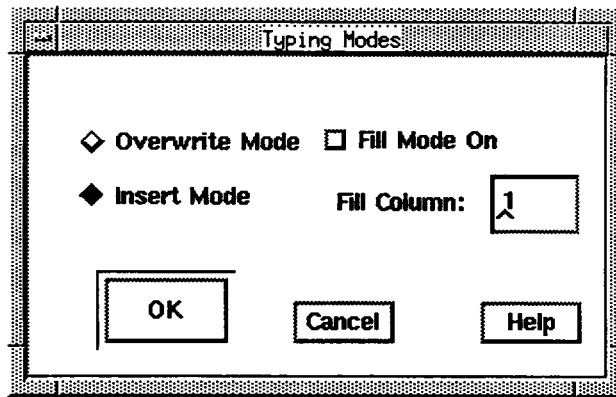 Typing Modes
Overwrite Mode Fill Mode On
Insert Mode Fill Column: 1
OK Cancel Help